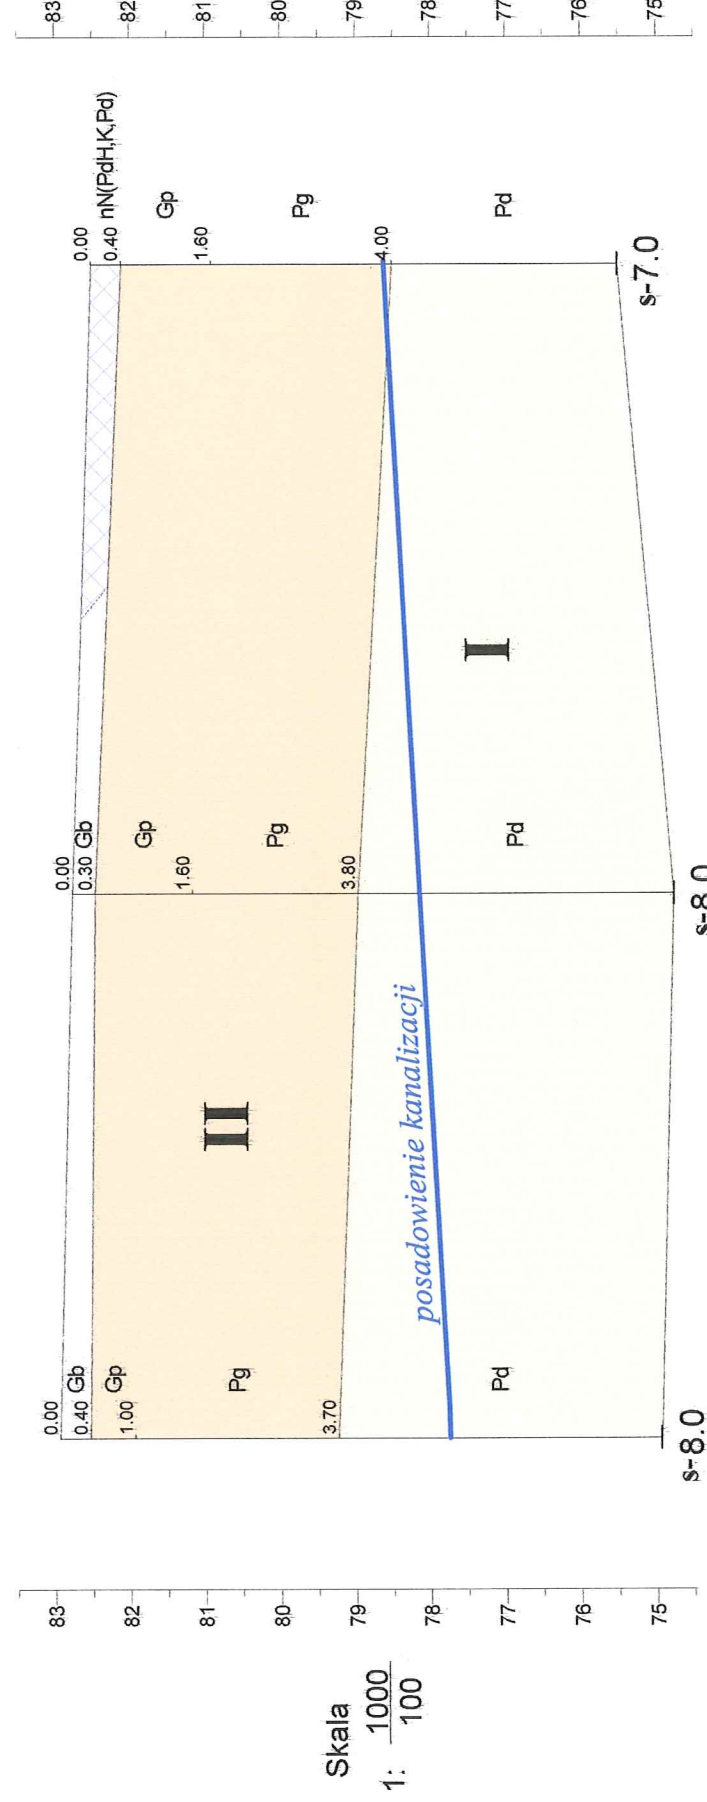 Skala
1: 1000
100
83
82
81
80
79
78
77
76
75
0.00
0.40
1.00
3.70
Gb
Gp
Pg
Pd
s-8.0
II
posadowienie kanalizacji
0.00
0.30
1.60
3.80
Gb
Gp
Pg
Pd
s-8.0
I
0.00
0.40
1.60
4.00
nN(PdH,K,Pd)
Gp
Pg
Pd
s-7.0
83
82
81
80
79
78
77
76
75